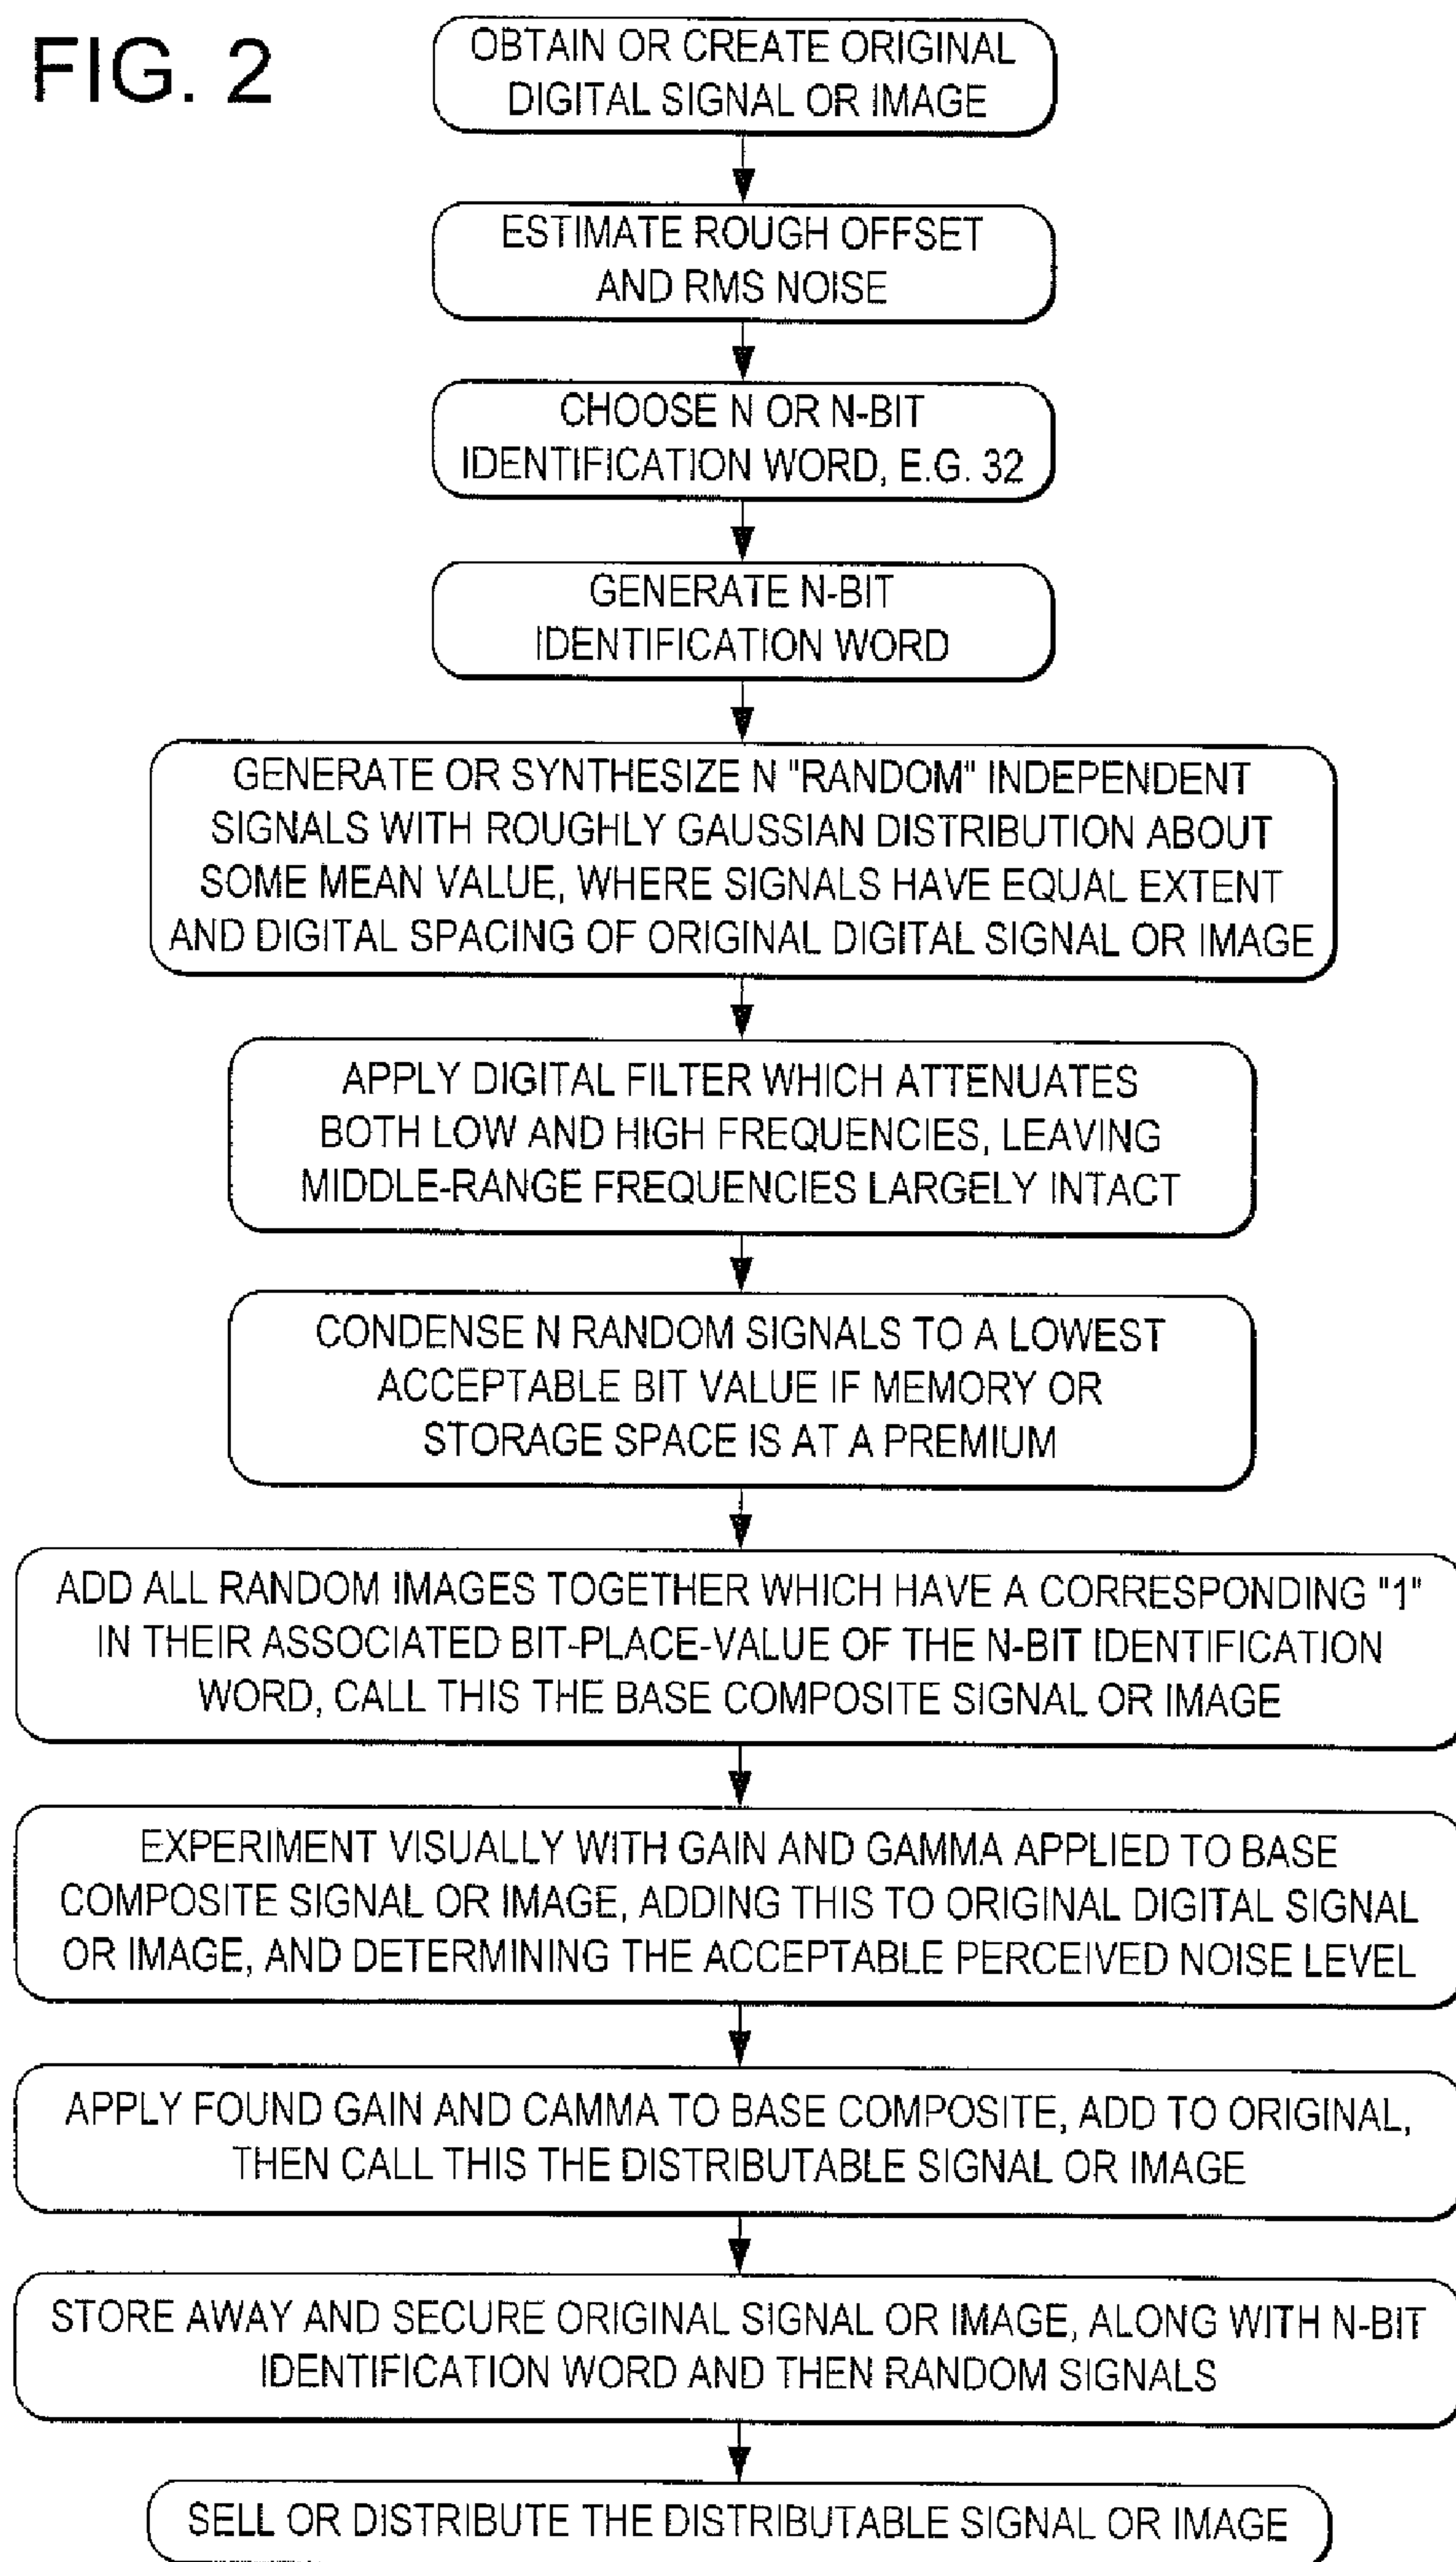 FIG. 2
OBTAIN OR CREATE ORIGINAL
DIGITAL SIGNAL OR IMAGE
ESTIMATE ROUGH OFFSET
AND RMS NOISE
CHOOSE N OR N-BIT
IDENTIFICATION WORD, E.G. 32
GENERATE N-BIT
IDENTIFICATION WORD
GENERATE OR SYNTHESIZE N "RANDOM" INDEPENDENT
SIGNALS WITH ROUGHLY GAUSSIAN DISTRIBUTION ABOUT
SOME MEAN VALUE, WHERE SIGNALS HAVE EQUAL EXTENT
AND DIGITAL SPACING OF ORIGINAL DIGITAL SIGNAL OR IMAGE
APPLY DIGITAL FILTER WHICH ATTENUATES
BOTH LOW AND HIGH FREQUENCIES, LEAVING
MIDDLE-RANGE FREQUENCIES LARGELY INTACT
CONDENSE N RANDOM SIGNALS TO A LOWEST
ACCEPTABLE BIT VALUE IF MEMORY OR
STORAGE SPACE IS AT A PREMIUM
ADD ALL RANDOM IMAGES TOGETHER WHICH HAVE A CORRESPONDING "1"
IN THEIR ASSOCIATED BIT-PLACE-VALUE OF THE N-BIT IDENTIFICATION
WORD, CALL THIS THE BASE COMPOSITE SIGNAL OR IMAGE
EXPERIMENT VISUALLY WITH GAIN AND GAMMA APPLIED TO BASE
COMPOSITE SIGNAL OR IMAGE, ADDING THIS TO ORIGINAL DIGITAL SIGNAL
OR IMAGE, AND DETERMINING THE ACCEPTABLE PERCEIVED NOISE LEVEL
APPLY FOUND GAIN AND CAMMA TO BASE COMPOSITE, ADD TO ORIGINAL,
THEN CALL THIS THE DISTRIBUTABLE SIGNAL OR IMAGE
STORE AWAY AND SECURE ORIGINAL SIGNAL OR IMAGE, ALONG WITH N-BIT
IDENTIFICATION WORD AND THEN RANDOM SIGNALS
SELL OR DISTRIBUTE THE DISTRIBUTABLE SIGNAL OR IMAGE